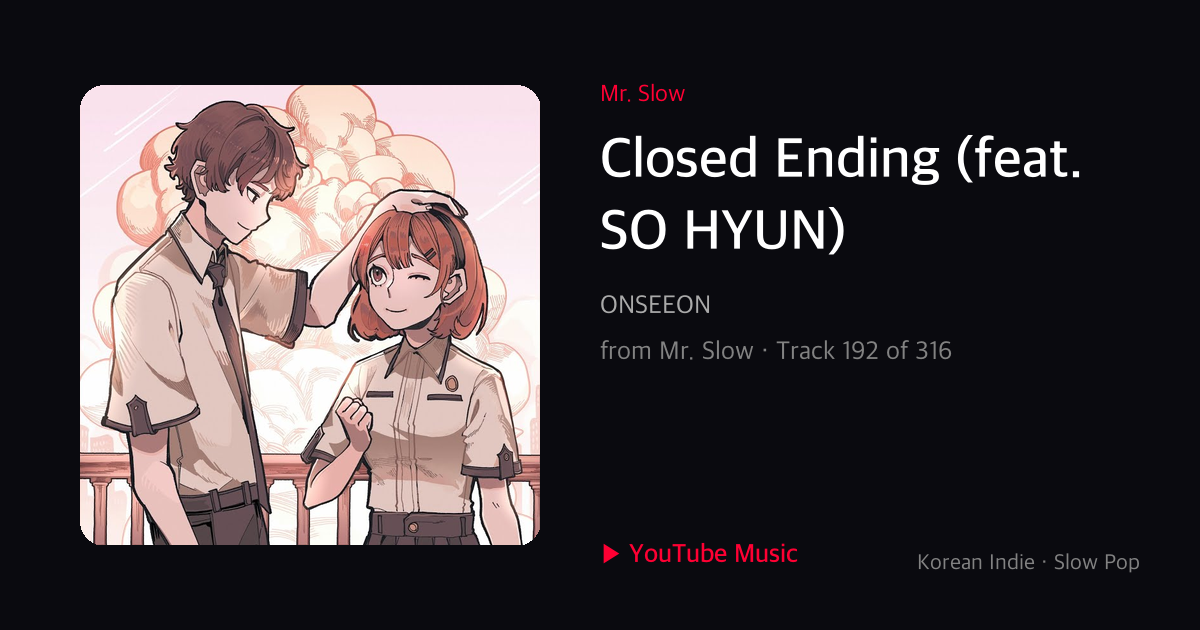 Mr. Slow
Closed Ending (feat.
SO HYUN)
ONSEEON
from Mr. Slow · Track 192 of 316
YouTube Music
Korean Indie · Slow Pop